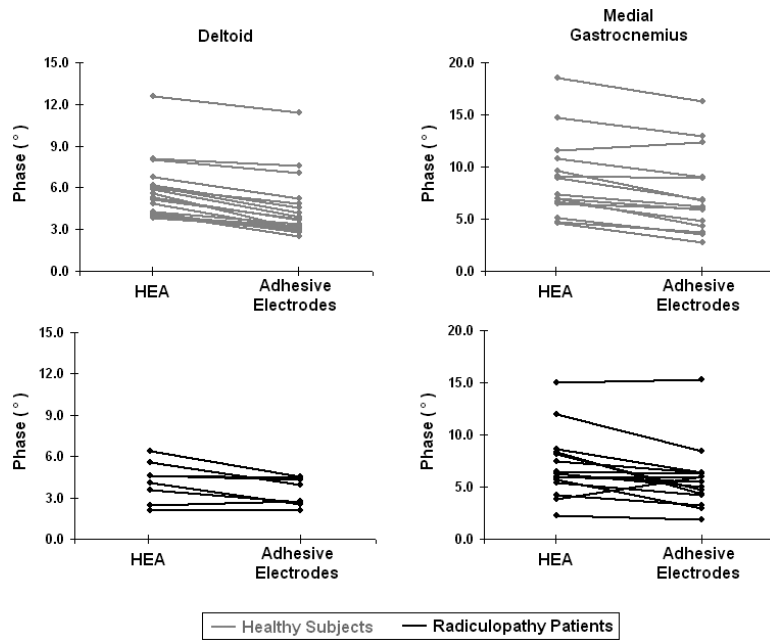 Deltoid
Medial
Gastrocnemius
Phase ( ° )
15.0
12.0
9.0
6.0
3.0
0.0
HEA
Adhesive
Electrodes
Phase ( ° )
20.0
15.0
10.0
5.0
0.0
HEA
Adhesive
Electrodes
Phase ( ° )
15.0
12.0
9.0
6.0
3.0
0.0
HEA
Adhesive
Electrodes
Phase ( ° )
20.0
15.0
10.0
5.0
0.0
HEA
Adhesive
Electrodes
Healthy Subjects
Radiculopathy Patients